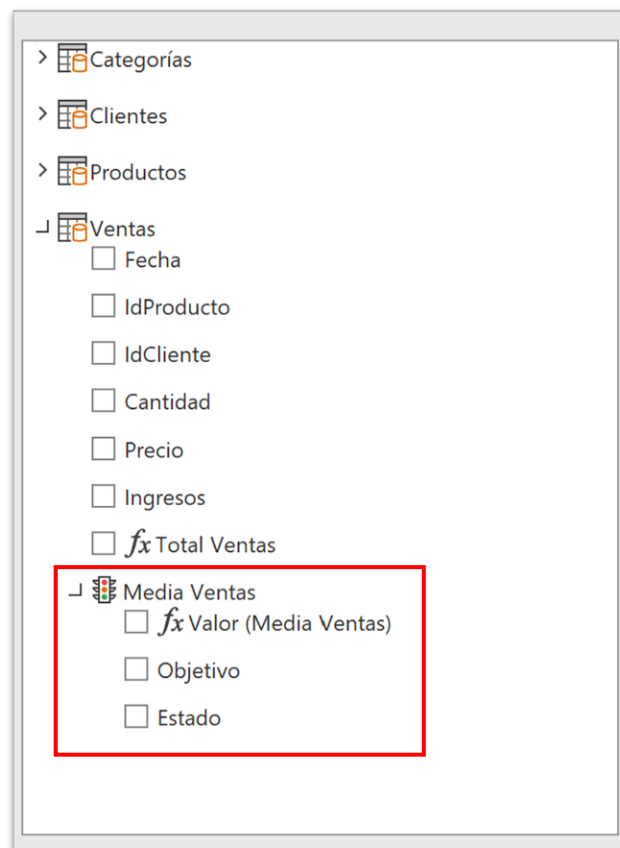 Categorías
Clientes
Productos
Ventas
Fecha
IdProducto
IdCliente
Cantidad
Precio
Ingresos
fx Total Ventas
Media Ventas
fx Valor (Media Ventas)
Objetivo
Estado